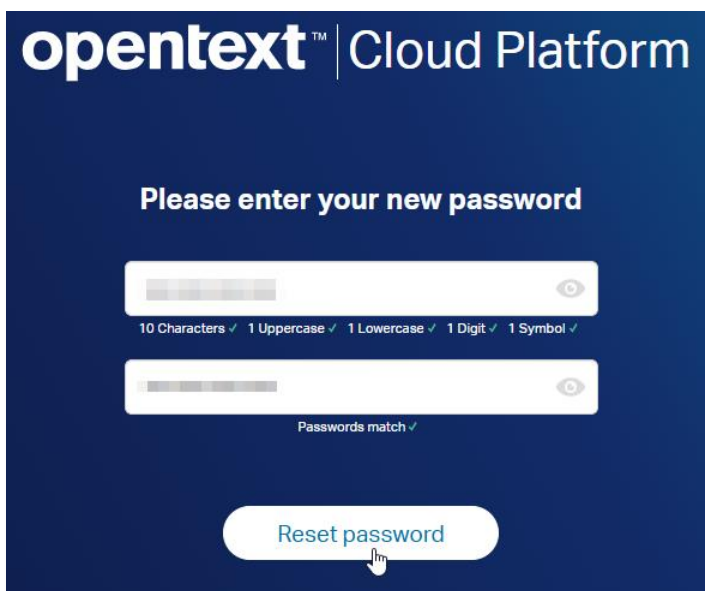 opentext™ | Cloud Platform
Please enter your new password
10 Characters ✓ 1 Uppercase ✓ 1 Lowercase ✓ 1 Digit ✓ 1 Symbol ✓
Passwords match ✓
Reset password